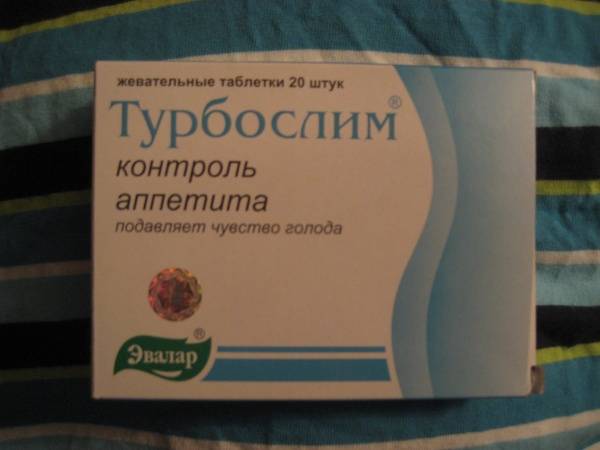 жевательные таблетки 20 штук
Турбослим®
контроль
аппетита
подавляет чувство голода
Эвалар®